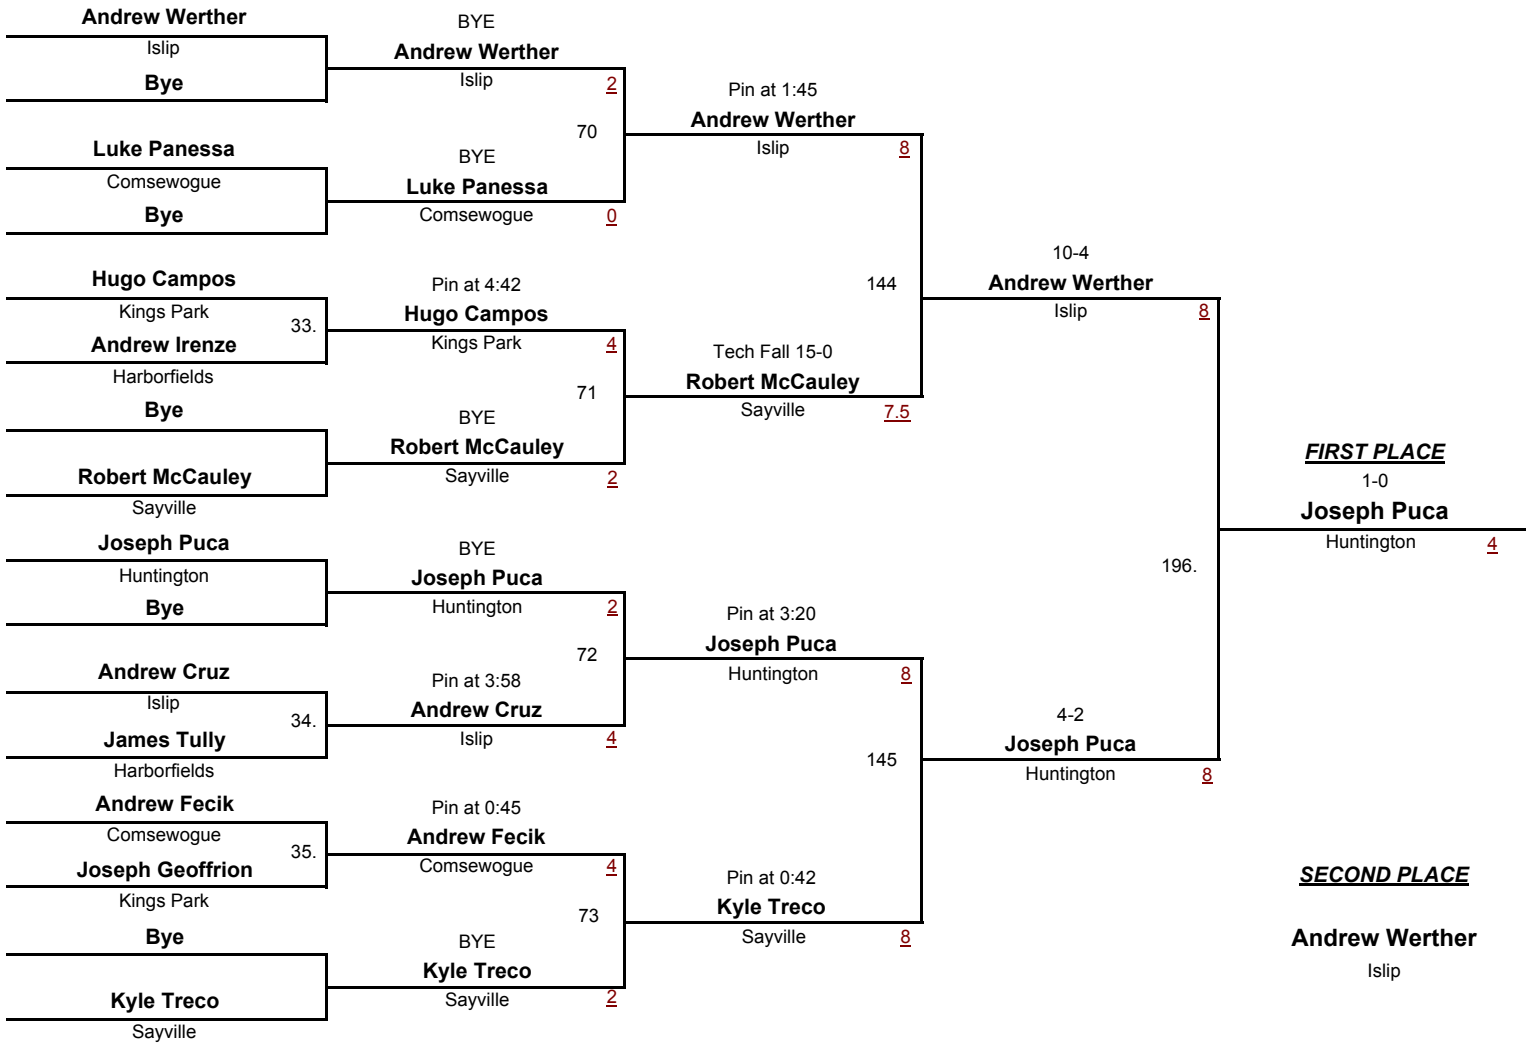 Andrew Werther
Islip
Bye
Luke Panessa
Comsewogue
Bye
Hugo Campos
Kings Park
33.
Andrew Irenze
Harborfields
Bye
Robert McCauley
Sayville
Joseph Puca
Huntington
Bye
Andrew Cruz
Islip
34.
James Tully
Harborfields
Andrew Fecik
Comsewogue
35.
Joseph Geoffrion
Kings Park
Bye
Kyle Treco
Sayville
BYE
Andrew Werther
Islip
2
70
BYE
Luke Panessa
Comsewogue
0
Pin at 4:42
Hugo Campos
Kings Park
4
71
BYE
Robert McCauley
Sayville
2
BYE
Joseph Puca
Huntington
2
72
Pin at 3:58
Andrew Cruz
Islip
4
Pin at 0:45
Andrew Fecik
Comsewogue
4
73
BYE
Kyle Treco
Sayville
2
Pin at 1:45
Andrew Werther
Islip
8
144
Tech Fall 15-0
Robert McCauley
Sayville
7.5
Pin at 3:20
Joseph Puca
Huntington
8
145
Pin at 0:42
Kyle Treco
Sayville
8
10-4
Andrew Werther
Islip
8
196.
4-2
Joseph Puca
Huntington
8
FIRST PLACE
1-0
Joseph Puca
Huntington
4
SECOND PLACE
Andrew Werther
Islip